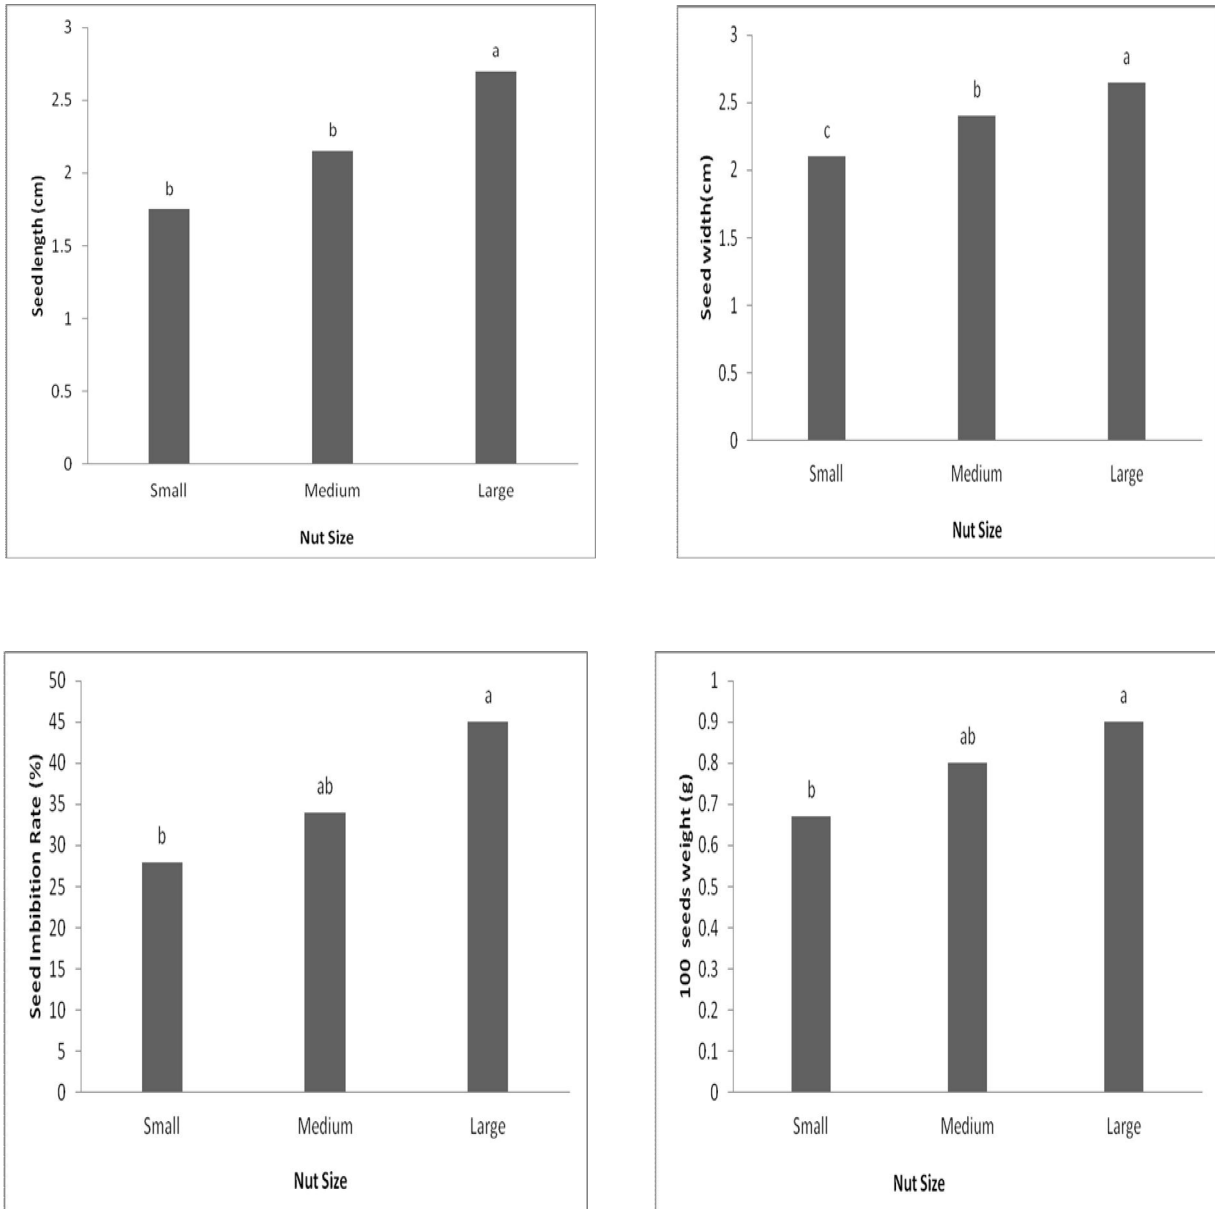 3
2.5
2
1.5
1
0.5
0
Seed length (cm)
b
b
a
Small Medium Large
Nut Size
3
2.5
2
1.5
1
0.5
0
Seed width(cm)
c
b
a
Small Medium Large
Nut Size
50
45
40
35
30
25
20
15
10
5
0
Seed Imbibition Rate (%)
b
ab
a
Small Medium Large
Nut Size
1
0.9
0.8
0.7
0.6
0.5
0.4
0.3
0.2
0.1
0
100 seeds weight (g)
b
ab
a
Small Medium Large
Nut Size